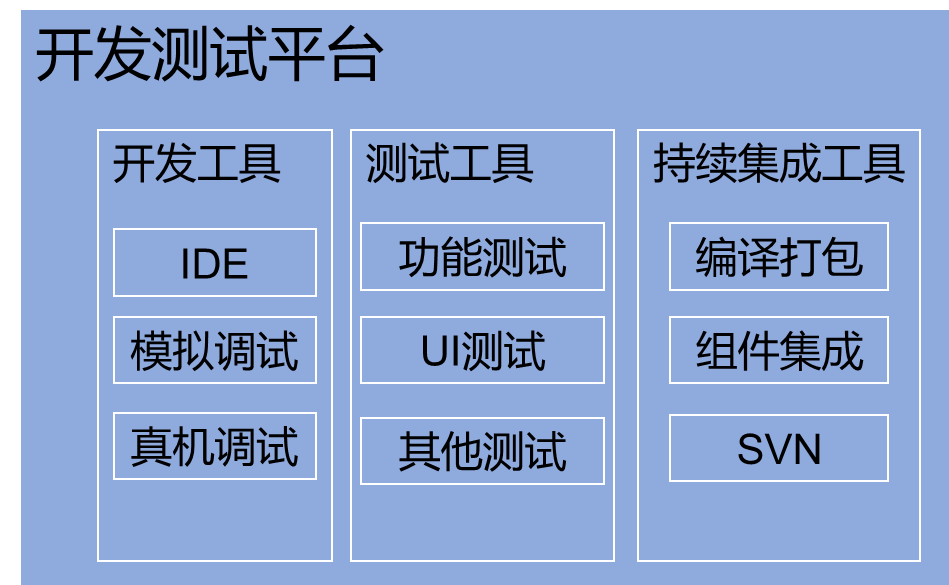 开发测试平台
开发工具
IDE
模拟调试
真机调试
测试工具
功能测试
UI测试
其他测试
持续集成工具
编译打包
组件集成
SVN